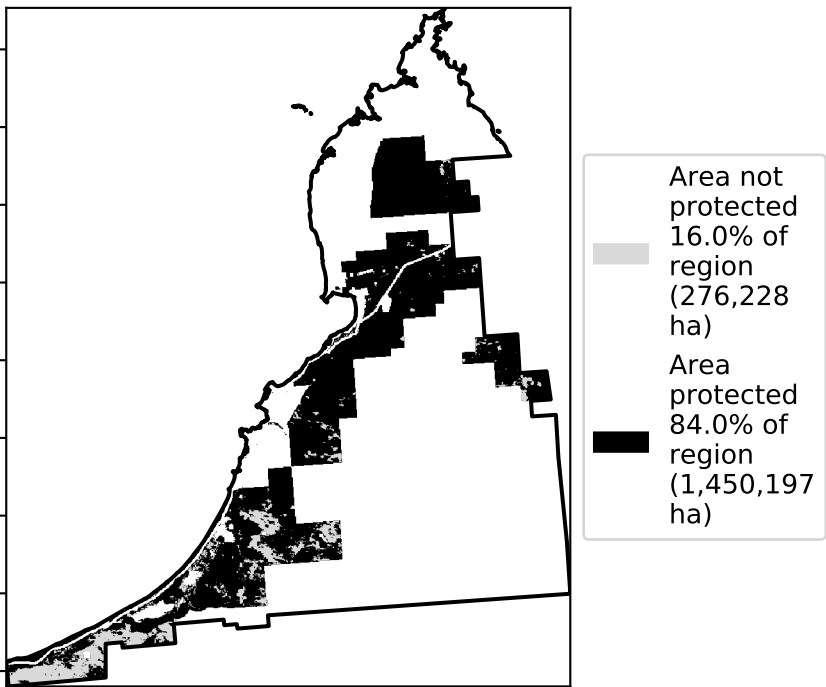 Area not
protected
16.0% of
region
(276,228
ha)
Area
protected
84.0% of
region
(1,450,197
ha)